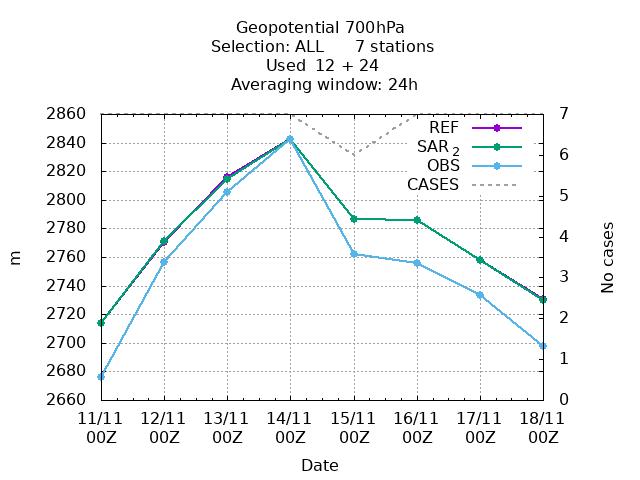 Geopotential 700hPa
Selection: ALL 7 stations
Used 12 + 24
Averaging window: 24h
2860
2840
2820
2800
2780
2760
2740
2720
2700
2680
2660
m
7
6
5
4
3
2
1
0
No cases
REF
SAR 2
OBS
CASES
11/11 12/11 13/11 14/11 15/11 16/11 17/11 18/11
00Z 00Z 00Z 00Z 00Z 00Z 00Z 00Z
Date